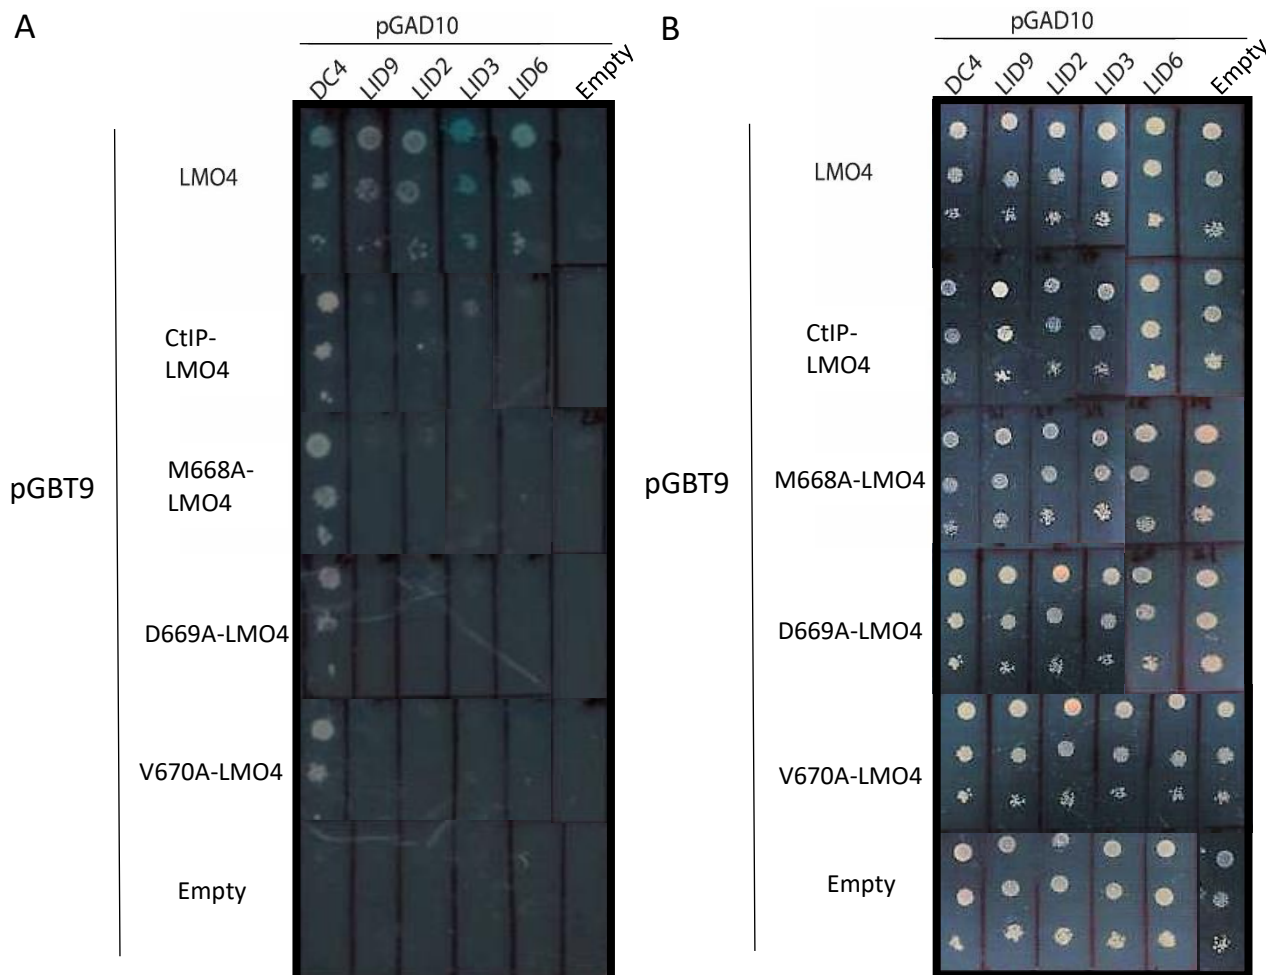 A
pGAD10
DC4 LID9 LID2 LID3 LID6 Empty
LMO4
CtIP-
LMO4
M668A-
LMO4
pGBT9
D669A-LMO4
V670A-LMO4
Empty
B
pGAD10
DC4 LID9 LID2 LID3 LID6 Empty
LMO4
CtIP-
LMO4
M668A-LMO4
pGBT9
D669A-LMO4
V670A-LMO4
Empty